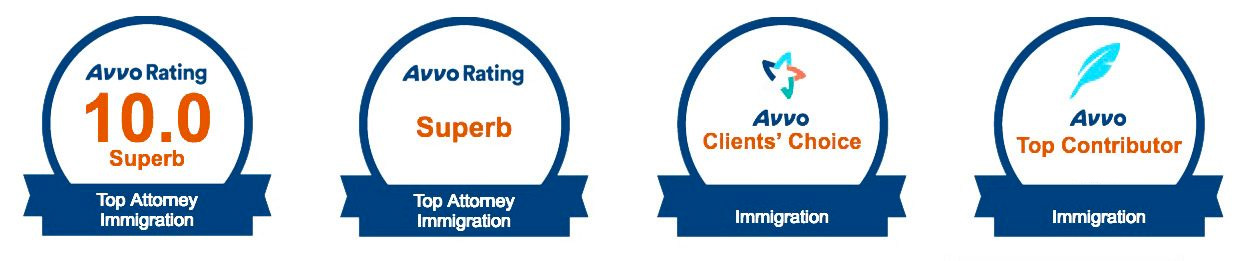 Avvo Rating
10.0
Superb
Top Attorney
Immigration
Avvo Rating
Superb
Top Attorney
Immigration
Avvo
Clients’ Choice
Immigration
Avvo
Top Contributor
Immigration